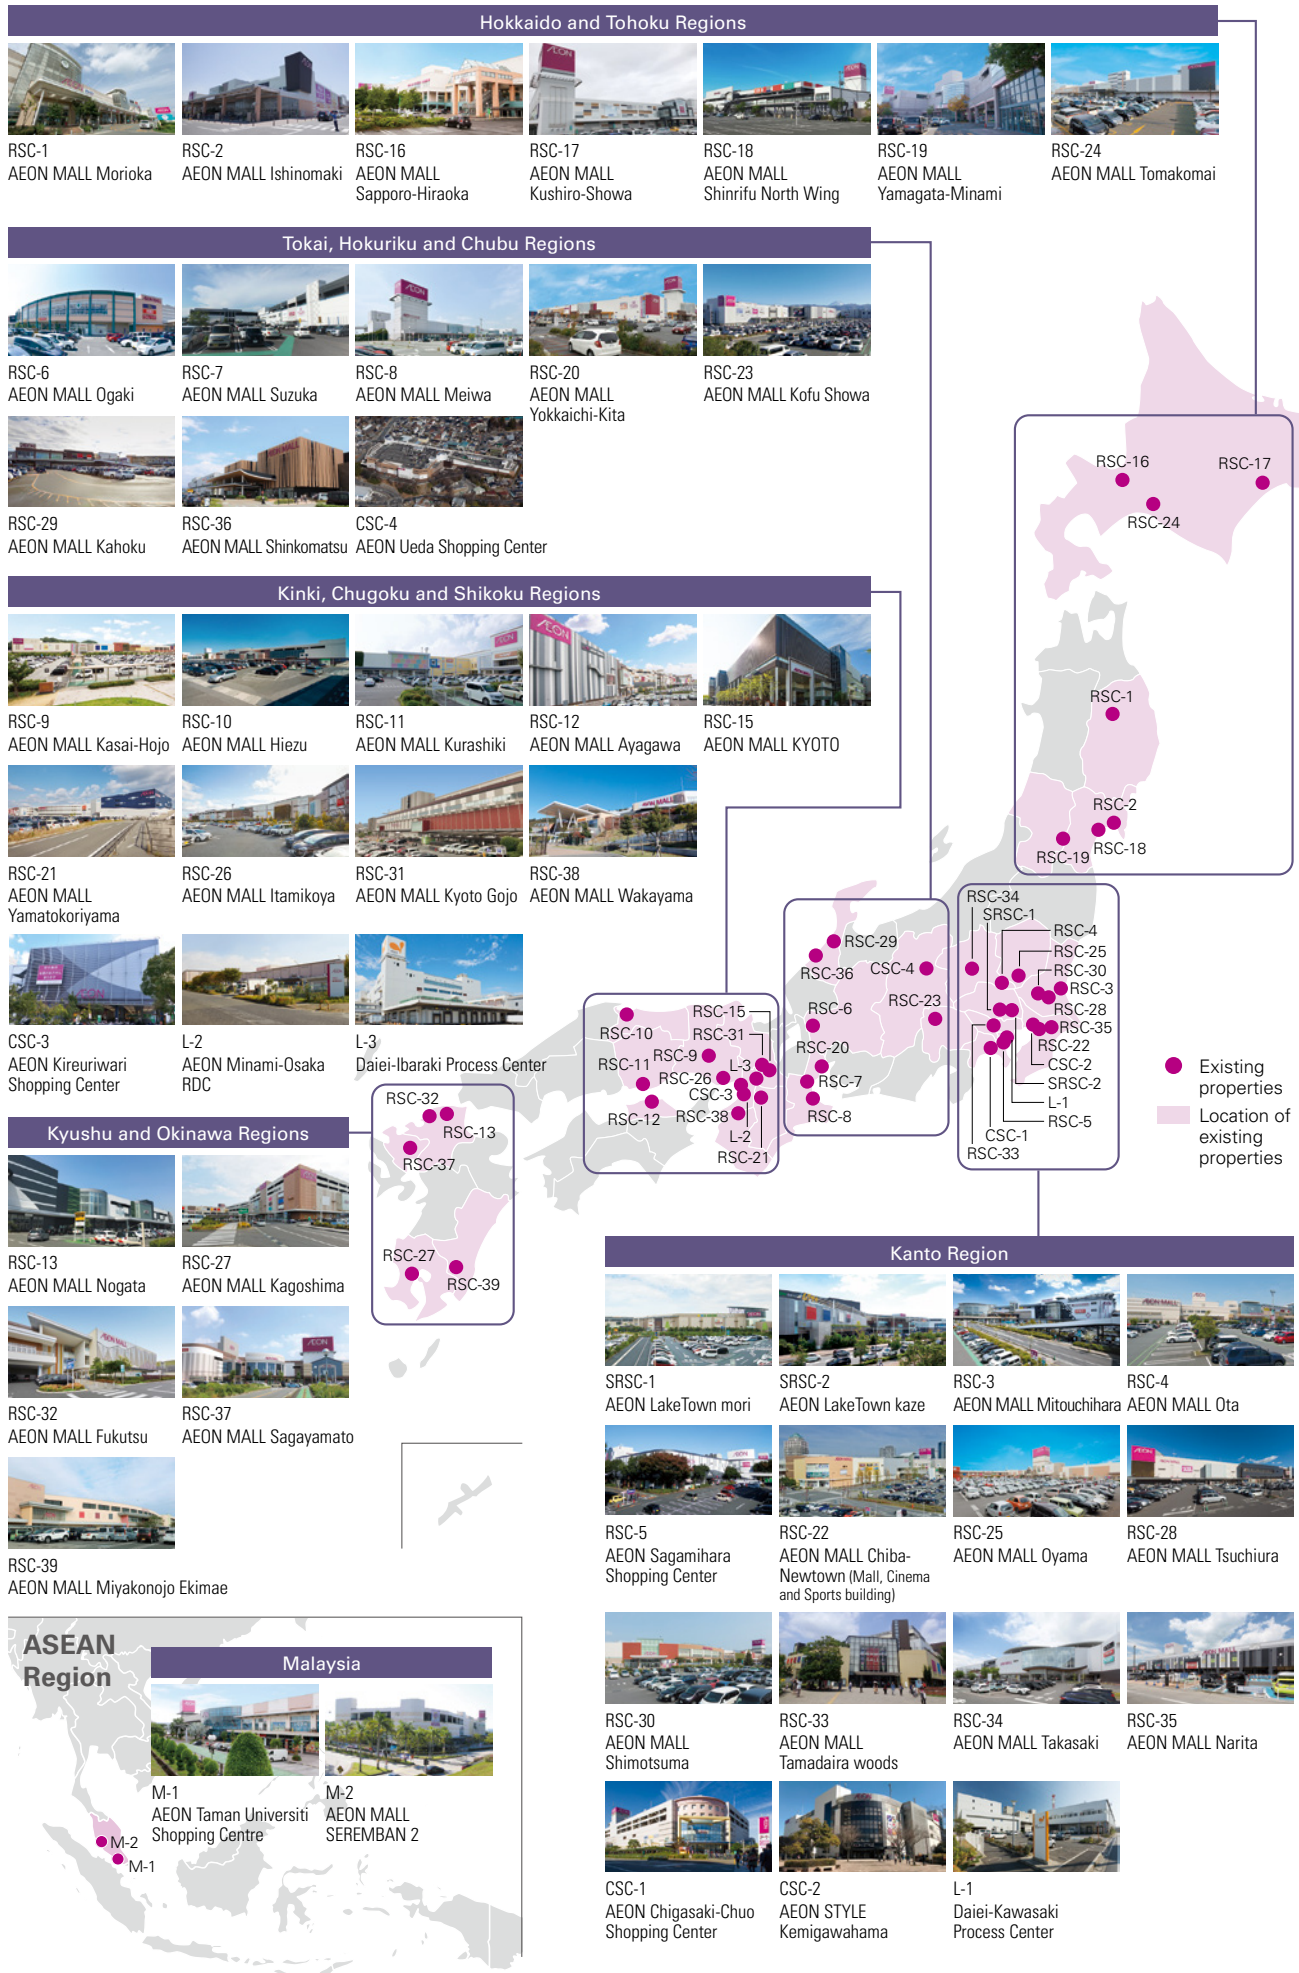 Hokkaido and Tohoku Regions
RSC-1
AEON MALL Morioka
RSC-2
AEON MALL Ishinomaki
RSC-16
AEON MALL
Sapporo-Hiraoka
RSC-17
AEON MALL
Kushiro-Showa
RSC-18
AEON MALL
Shinrifu North Wing
RSC-19
AEON MALL
Yamagata-Minami
RSC-24
AEON MALL Tomakomai
Tokai, Hokuriku and Chubu Regions
RSC-6
AEON MALL Ogaki
RSC-7
AEON MALL Suzuka
RSC-8
AEON MALL Meiwa
RSC-20
AEON MALL
Yokkaichi-Kita
RSC-23
AEON MALL Kofu Showa
RSC-29
AEON MALL Kahoku
RSC-36
AEON MALL Shinkomatsu
CSC-4
AEON Ueda Shopping Center
Kinki, Chugoku and Shikoku Regions
RSC-9
AEON MALL Kasai-Hojo
RSC-10
AEON MALL Hiezu
RSC-11
AEON MALL Kurashiki
RSC-12
AEON MALL Ayagawa
RSC-15
AEON MALL KYOTO
RSC-21
AEON MALL
Yamatokoriyama
RSC-26
AEON MALL Itamikoya
RSC-31
AEON MALL Kyoto Gojo
RSC-38
AEON MALL Wakayama
CSC-3
AEON Kireuriwari
Shopping Center
L-2
AEON Minami-Osaka
RDC
L-3
Daiei-Ibaraki Process Center
Kyushu and Okinawa Regions
RSC-13
AEON MALL Nogata
RSC-27
AEON MALL Kagoshima
RSC-32
AEON MALL Fukutsu
RSC-37
AEON MALL Sagayamato
RSC-39
AEON MALL Miyakonojo Ekimae
RSC-16
RSC-17
RSC-24
RSC-1
RSC-2
RSC-18
RSC-19
RSC-34
SRSC-1
RSC-4
RSC-25
RSC-30
RSC-3
RSC-28
RSC-35
RSC-22
CSC-2
SRSC-2
L-1
RSC-5
CSC-1
RSC-33
RSC-29
RSC-36
CSC-4
RSC-23
RSC-6
RSC-20
RSC-7
RSC-8
RSC-15
RSC-10
RSC-31
RSC-9
RSC-11
L-3
RSC-26
CSC-3
RSC-12
RSC-38
L-2
RSC-21
RSC-32
RSC-13
RSC-37
RSC-27
RSC-39
Existing
properties
Location of
existing
properties
Kanto Region
SRSC-1
AEON LakeTown mori
SRSC-2
AEON LakeTown kaze
RSC-3
AEON MALL Mitouchihara
RSC-4
AEON MALL Ota
RSC-5
AEON Sagamihara
Shopping Center
RSC-22
AEON MALL Chiba-
Newtown (Mall, Cinema
and Sports building)
RSC-25
AEON MALL Oyama
RSC-28
AEON MALL Tsuchiura
RSC-30
AEON MALL
Shimotsuma
RSC-33
AEON MALL
Tamadaira woods
RSC-34
AEON MALL Takasaki
RSC-35
AEON MALL Narita
CSC-1
AEON Chigasaki-Chuo
Shopping Center
CSC-2
AEON STYLE
Kemigawahama
L-1
Daiei-Kawasaki
Process Center
ASEAN
Region
Malaysia
M-1
AEON Taman Universiti
Shopping Centre
M-2
AEON MALL
SEREMBAN 2
M-2
M-1